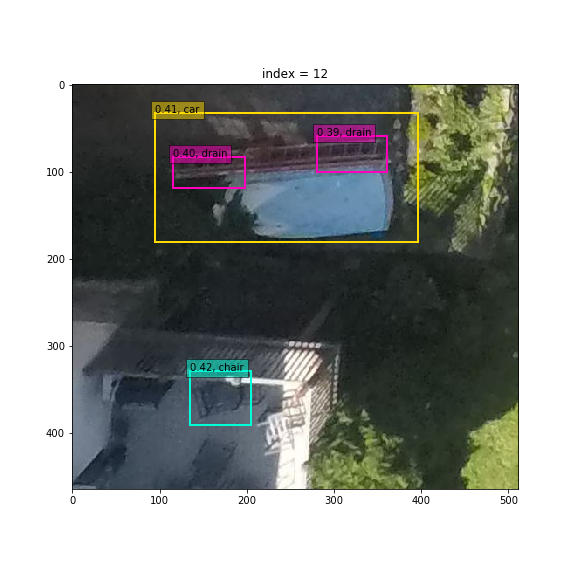 index = 12
0
0.41, car
0.39, drain
0.40, drain
100
200
300
0.42, chair
400
0 100 200 300 400 500